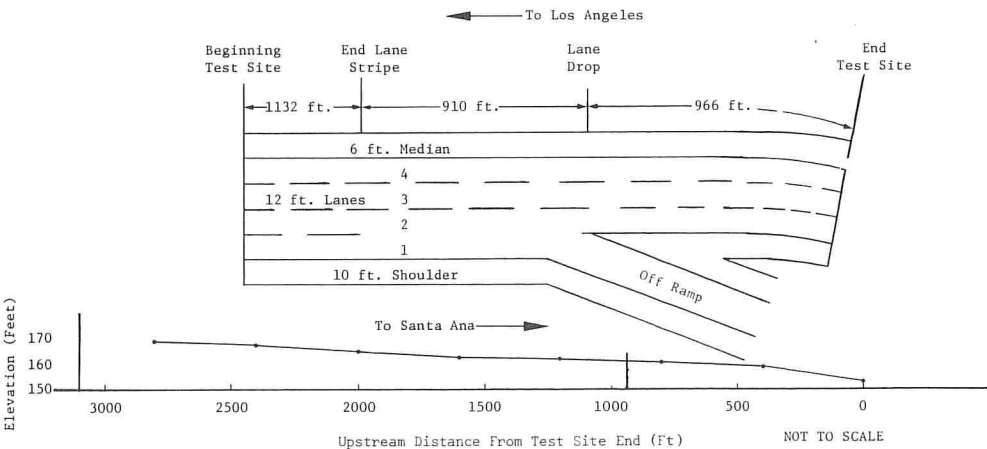 To Los Angeles
Beginning Test Site
End Lane Stripe
Lane Drop
End Test Site
1132 ft.
910 ft.
966 ft.
6 ft. Median
4
12 ft. Lanes
3
2
1
10 ft. Shoulder
Off Ramp
To Santa Ana
Elevation (Feet)
170
160
150
3000 2500 2000 1500 1000 500 0
Upstream Distance From Test Site End (Ft)
NOT TO SCALE